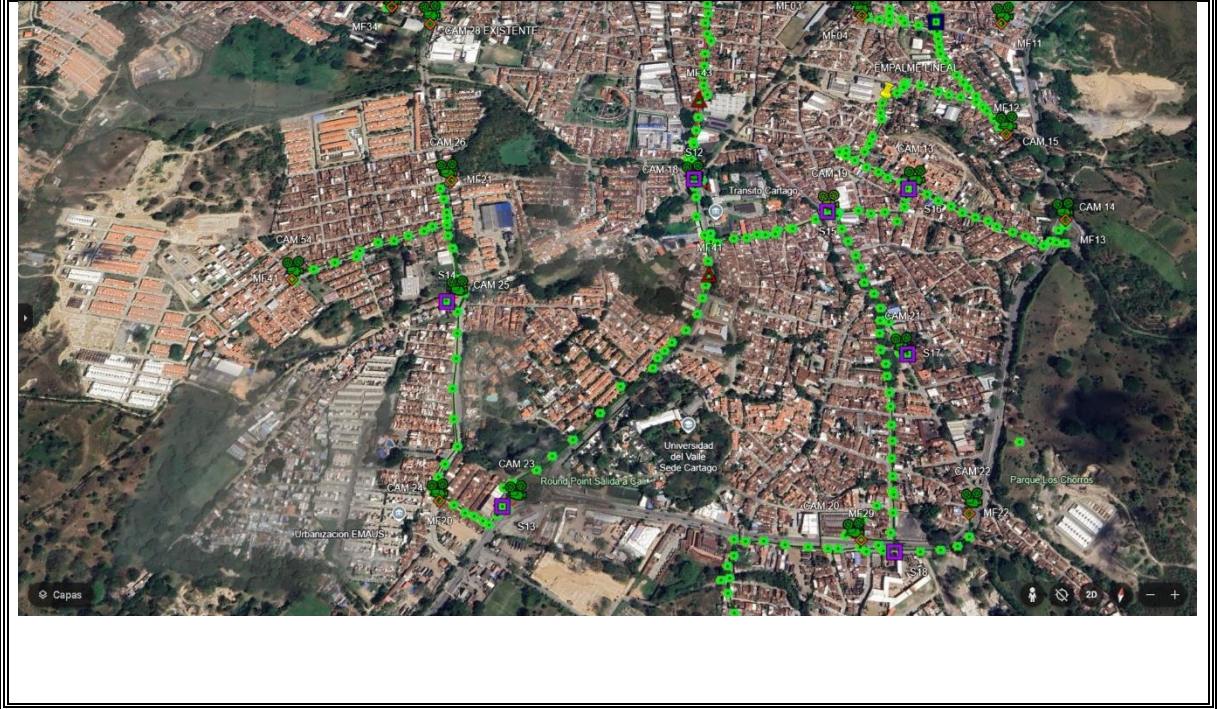 MF03
MF34
CAM 28 EXISTENTE
MF04
MF11
EMPALME LINEAL
MF43
MF12
CAM 15
CAM 26
S12
CAM 13
CAM 18
CAM 19
MF21
Transito Cartago
S16
CAM 14
S15
MF13
CAM 54
MF41
MF41
S14
CAM 25
CAM 21
S17
Universidad
del Valle
Sede Cartago
CAM 23
CAM 22
Round Point Salida a Cali
Parque Los Chorros
CAM 24
CAM 20
MF20
MF29
MF22
S13
Urbanizacion EMAUS
S18
Capas
2D